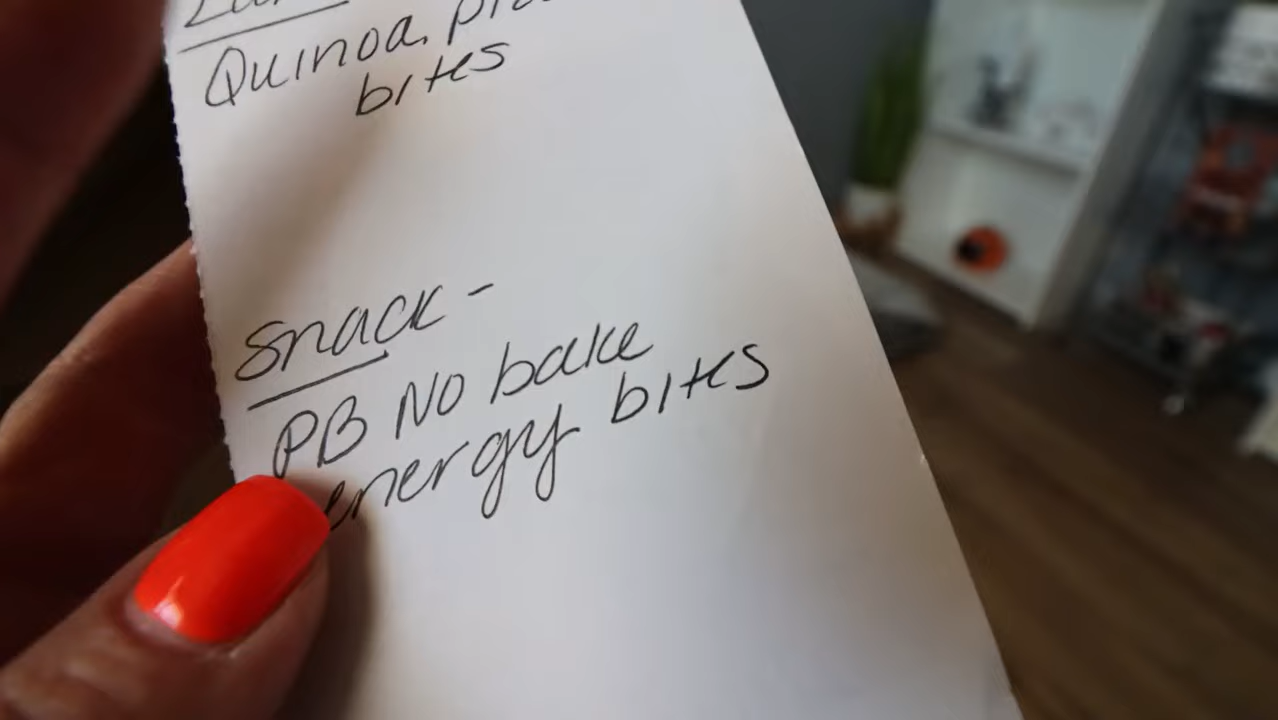 Quinoa
bites
Snack -
PB No bake
energy bites